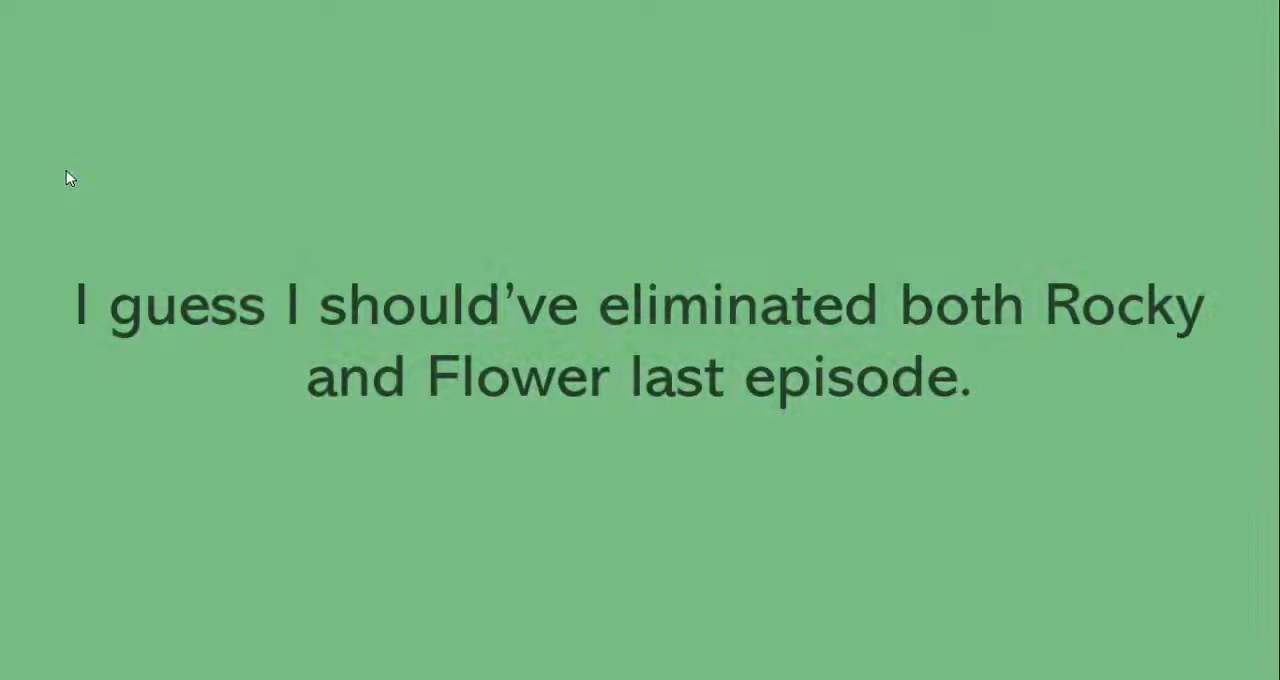 I guess I should’ve eliminated both Rocky
and Flower last episode.